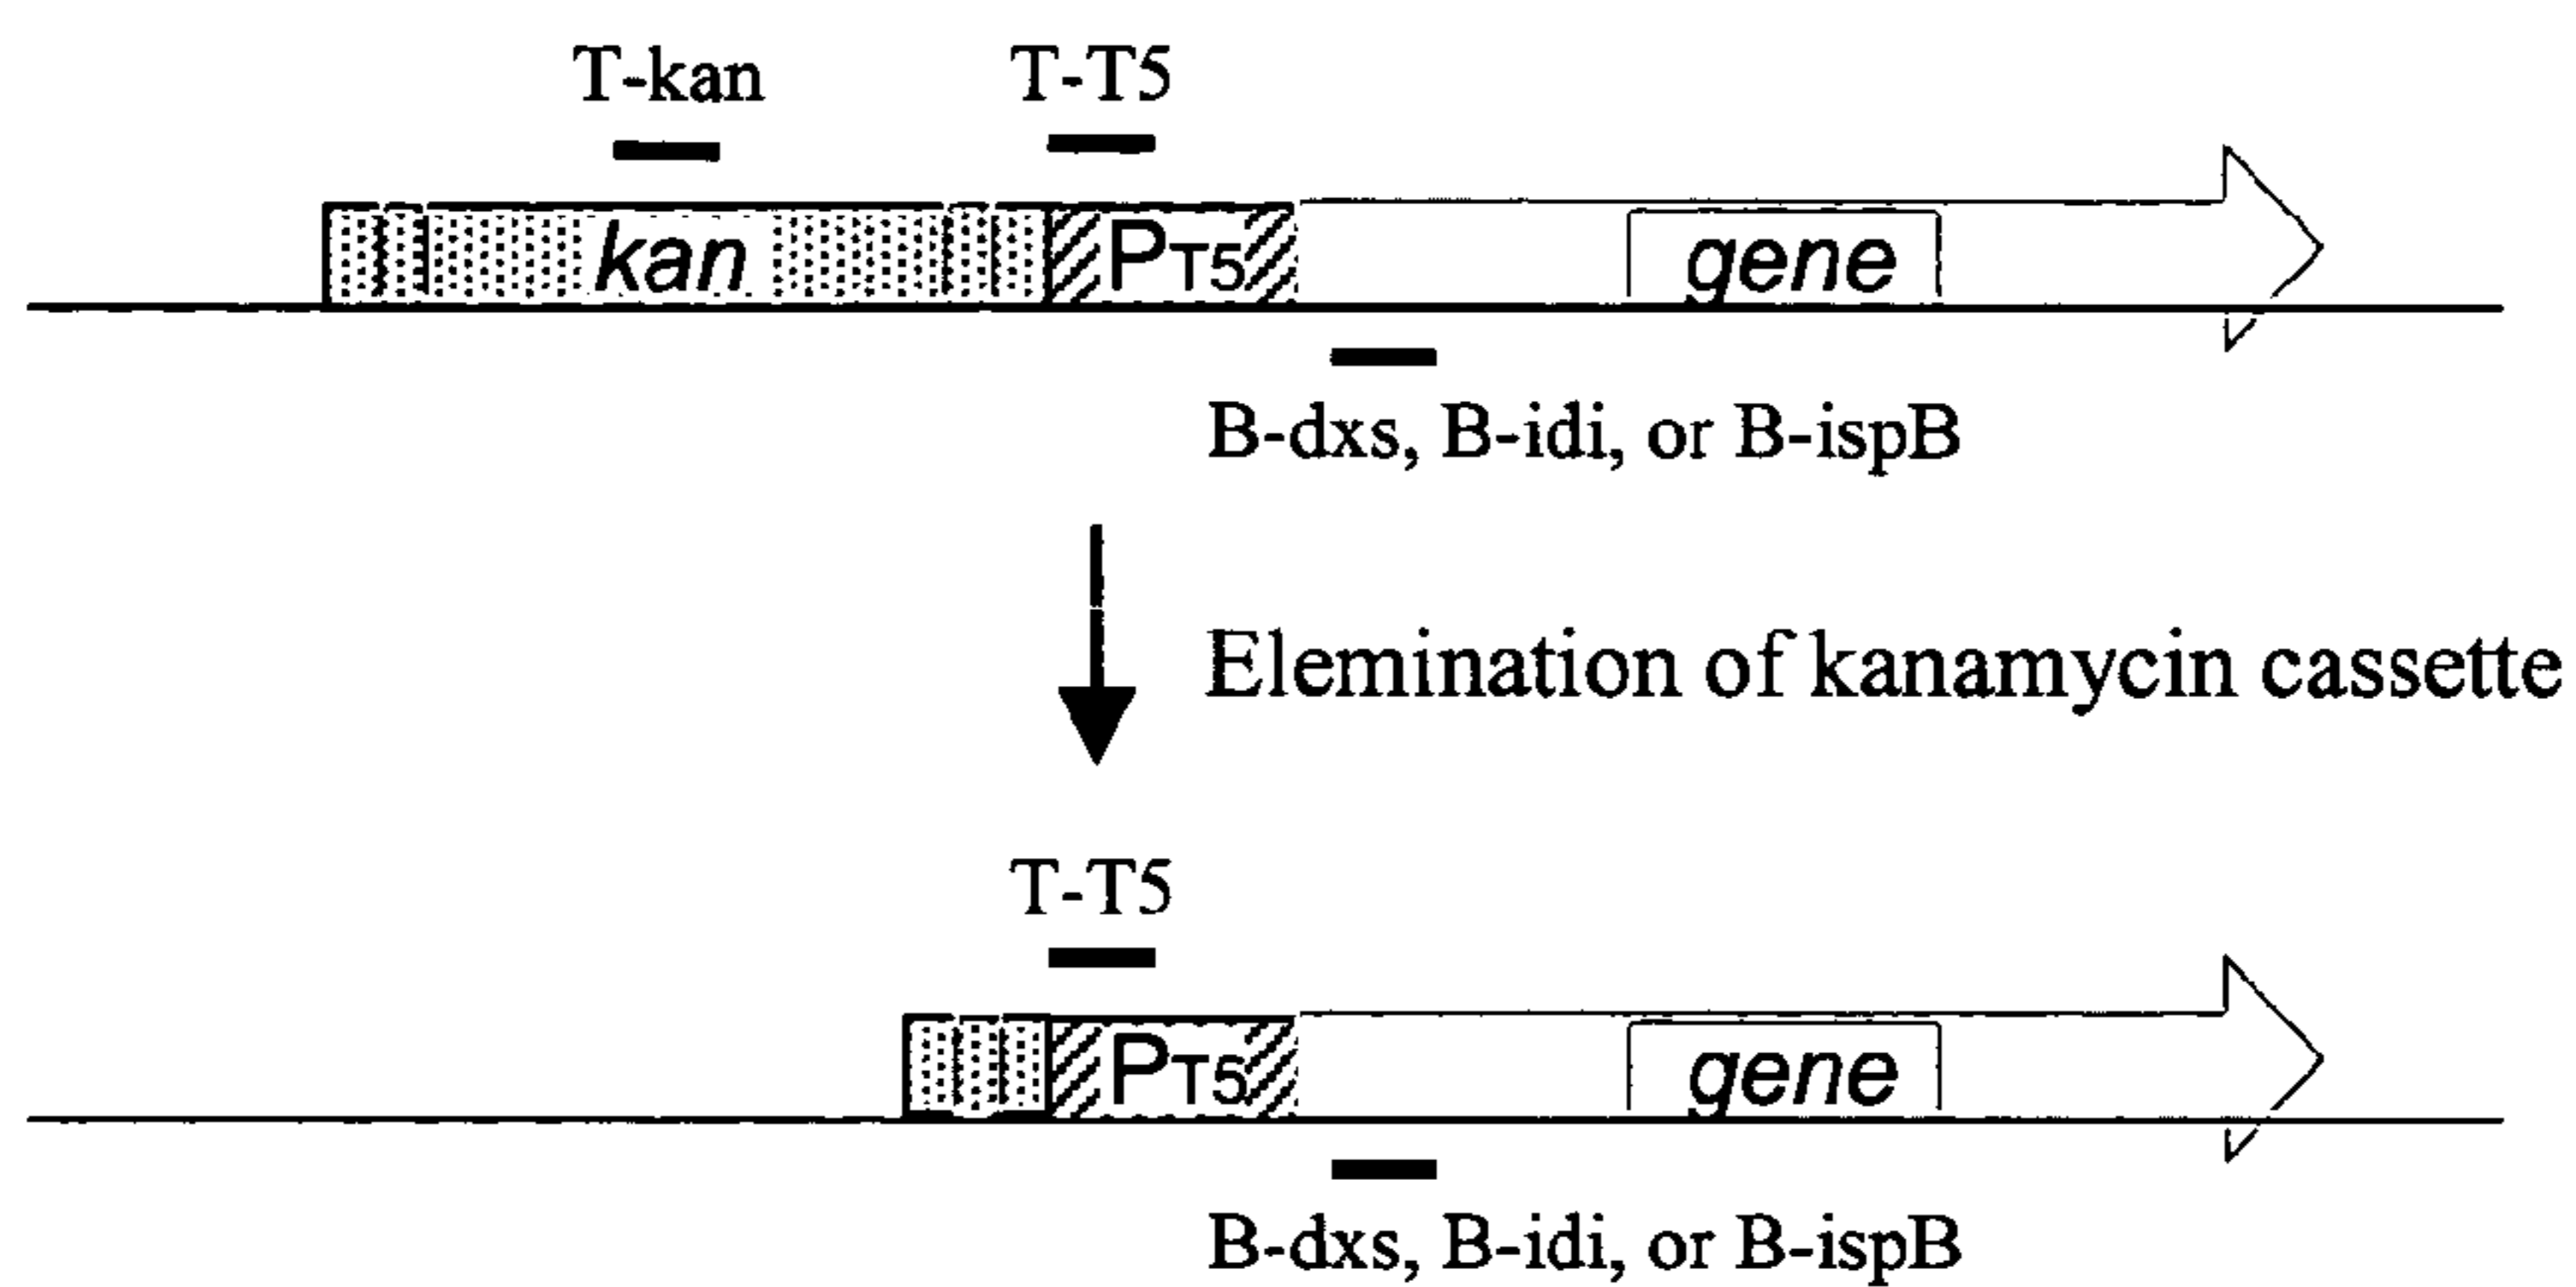 T-kan T-T5
kan PT5 gene
B-dxs, B-idi, or B-ispB
Elemination of kanamycin cassette
T-T5
PT5 gene
B-dxs, B-idi, or B-ispB